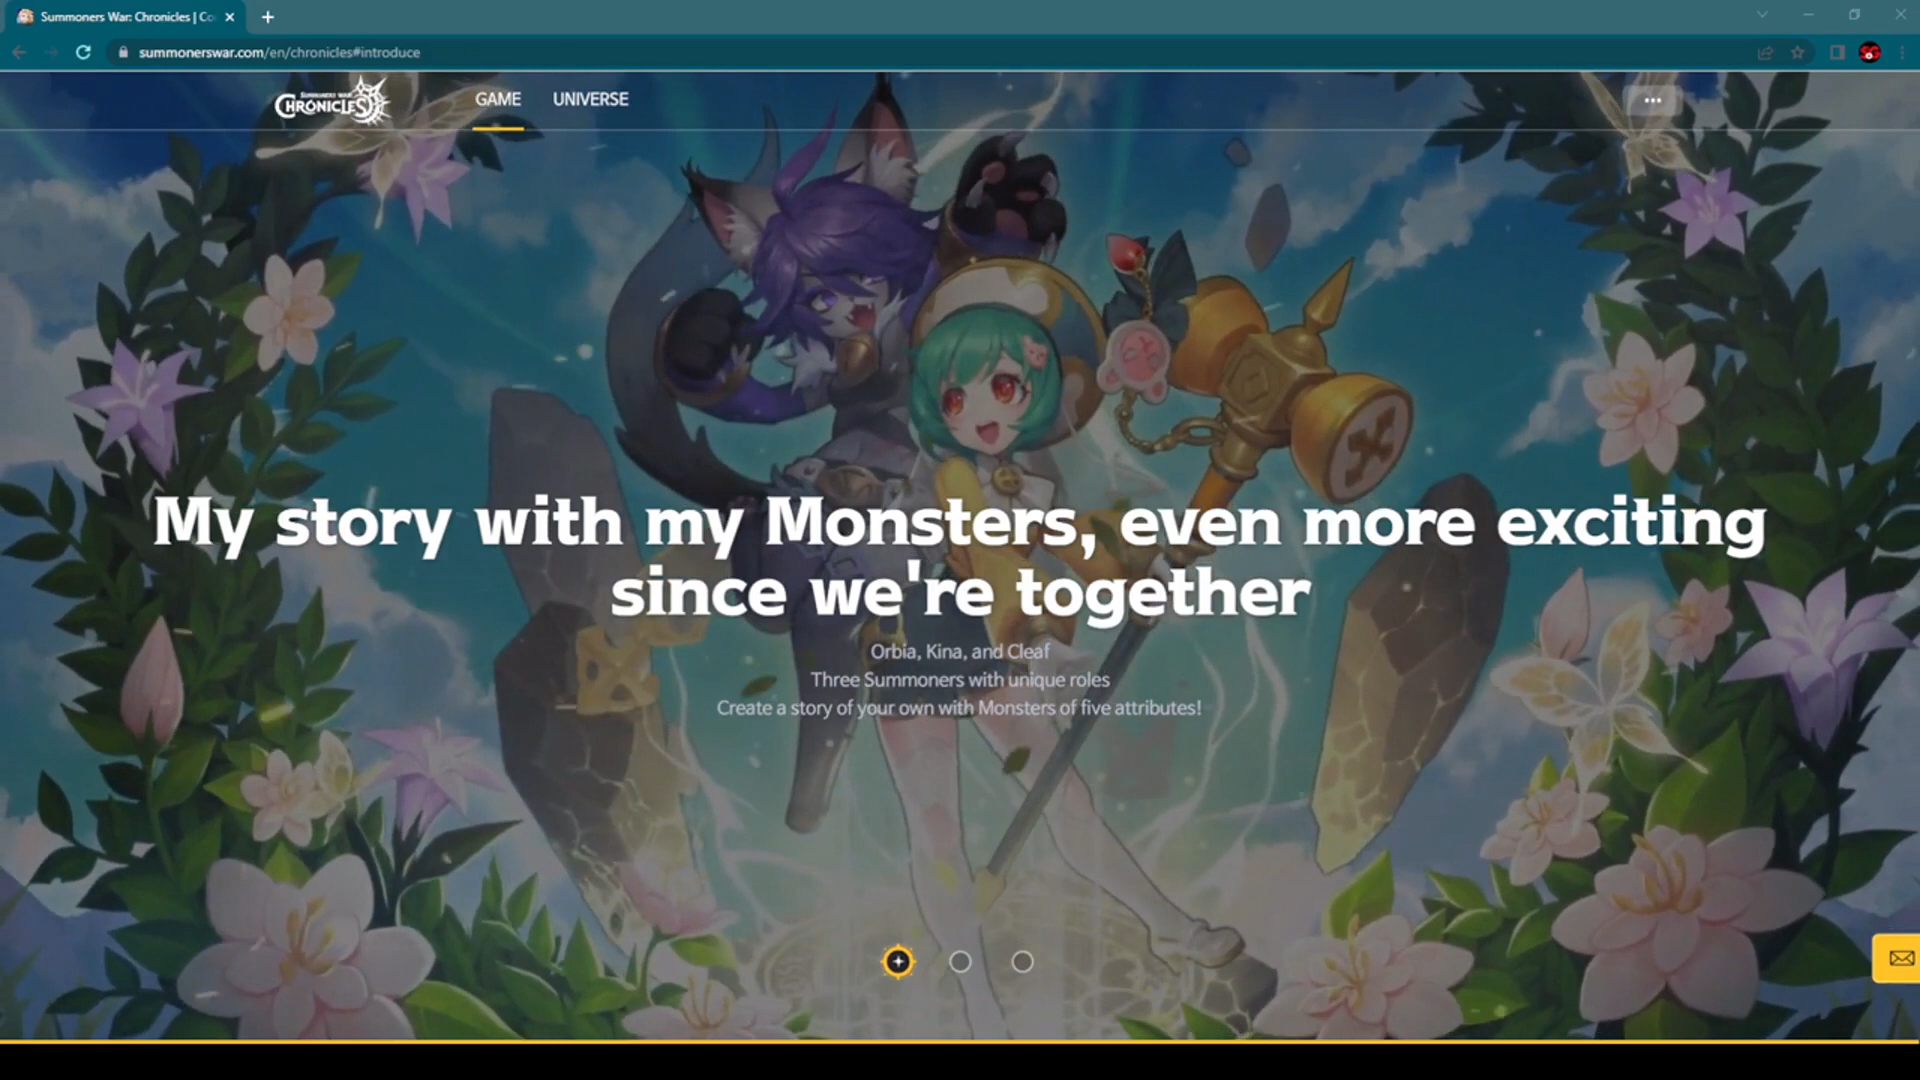 Summoners War: Chronicles | Co
summonerswar.com/en/chronicles#introduce
SUMMONERS WAR
CHRONICLES
GAME
UNIVERSE
My story with my Monsters, even more exciting
since we're together
Orbia, Kina, and Cleaf
Three Summoners with unique roles
Create a story of your own with Monsters of five attributes!